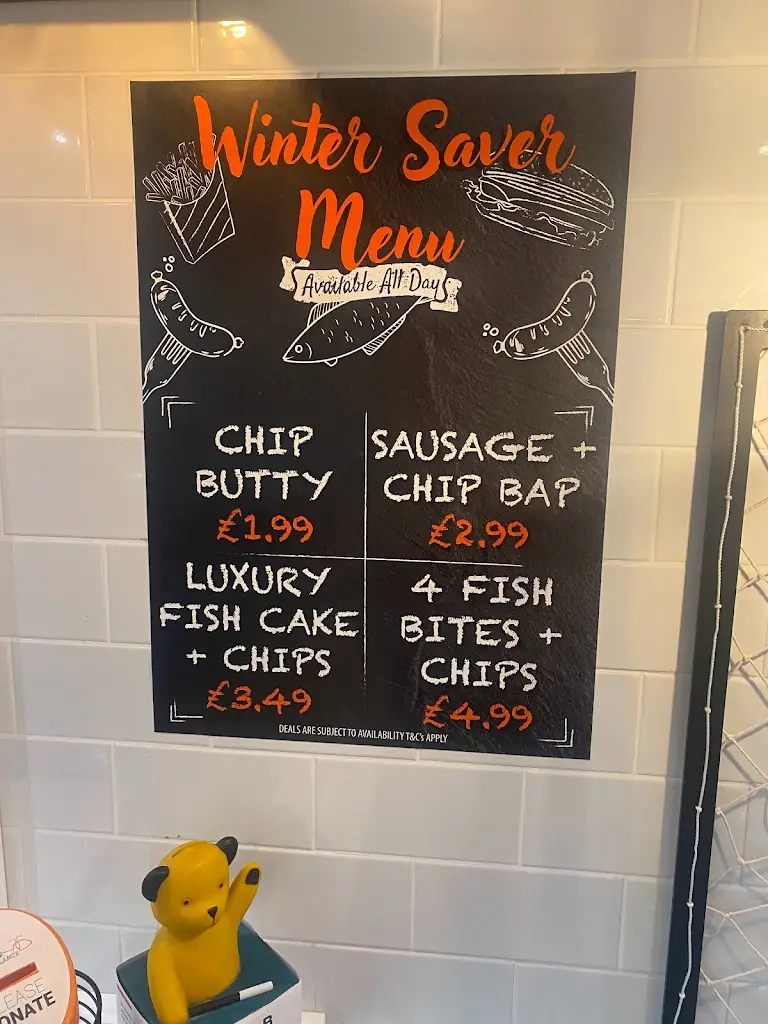 Winter Saver
Menu
Available All Day
CHIP
BUTTY
£1.99
SAUSAGE +
CHIP BAP
£2.99
LUXURY
FISH CAKE
+ CHIPS
£3.49
4 FISH
BITES +
CHIPS
£4.99
DEALS ARE SUBJECT TO AVAILABILITY T&C's APPLY